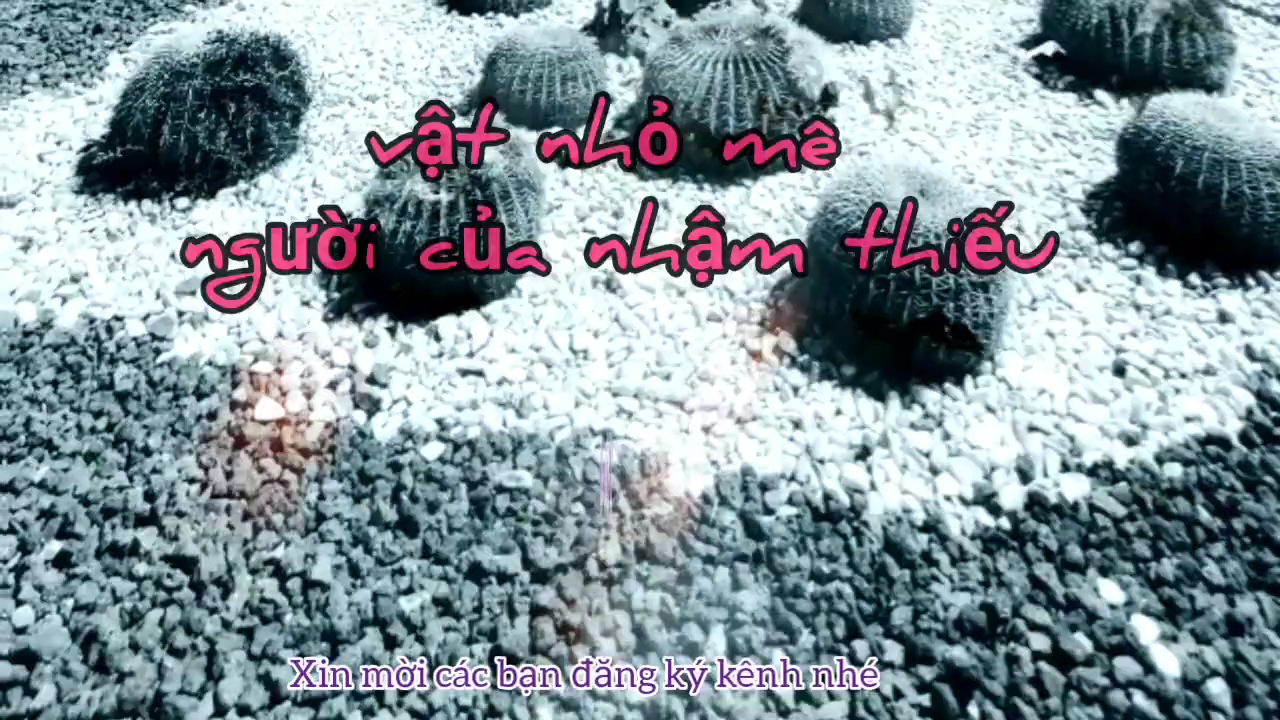 vật nhỏ mê
người của nhậm thiếu
Xin mời các bạn đăng ký kênh nhé